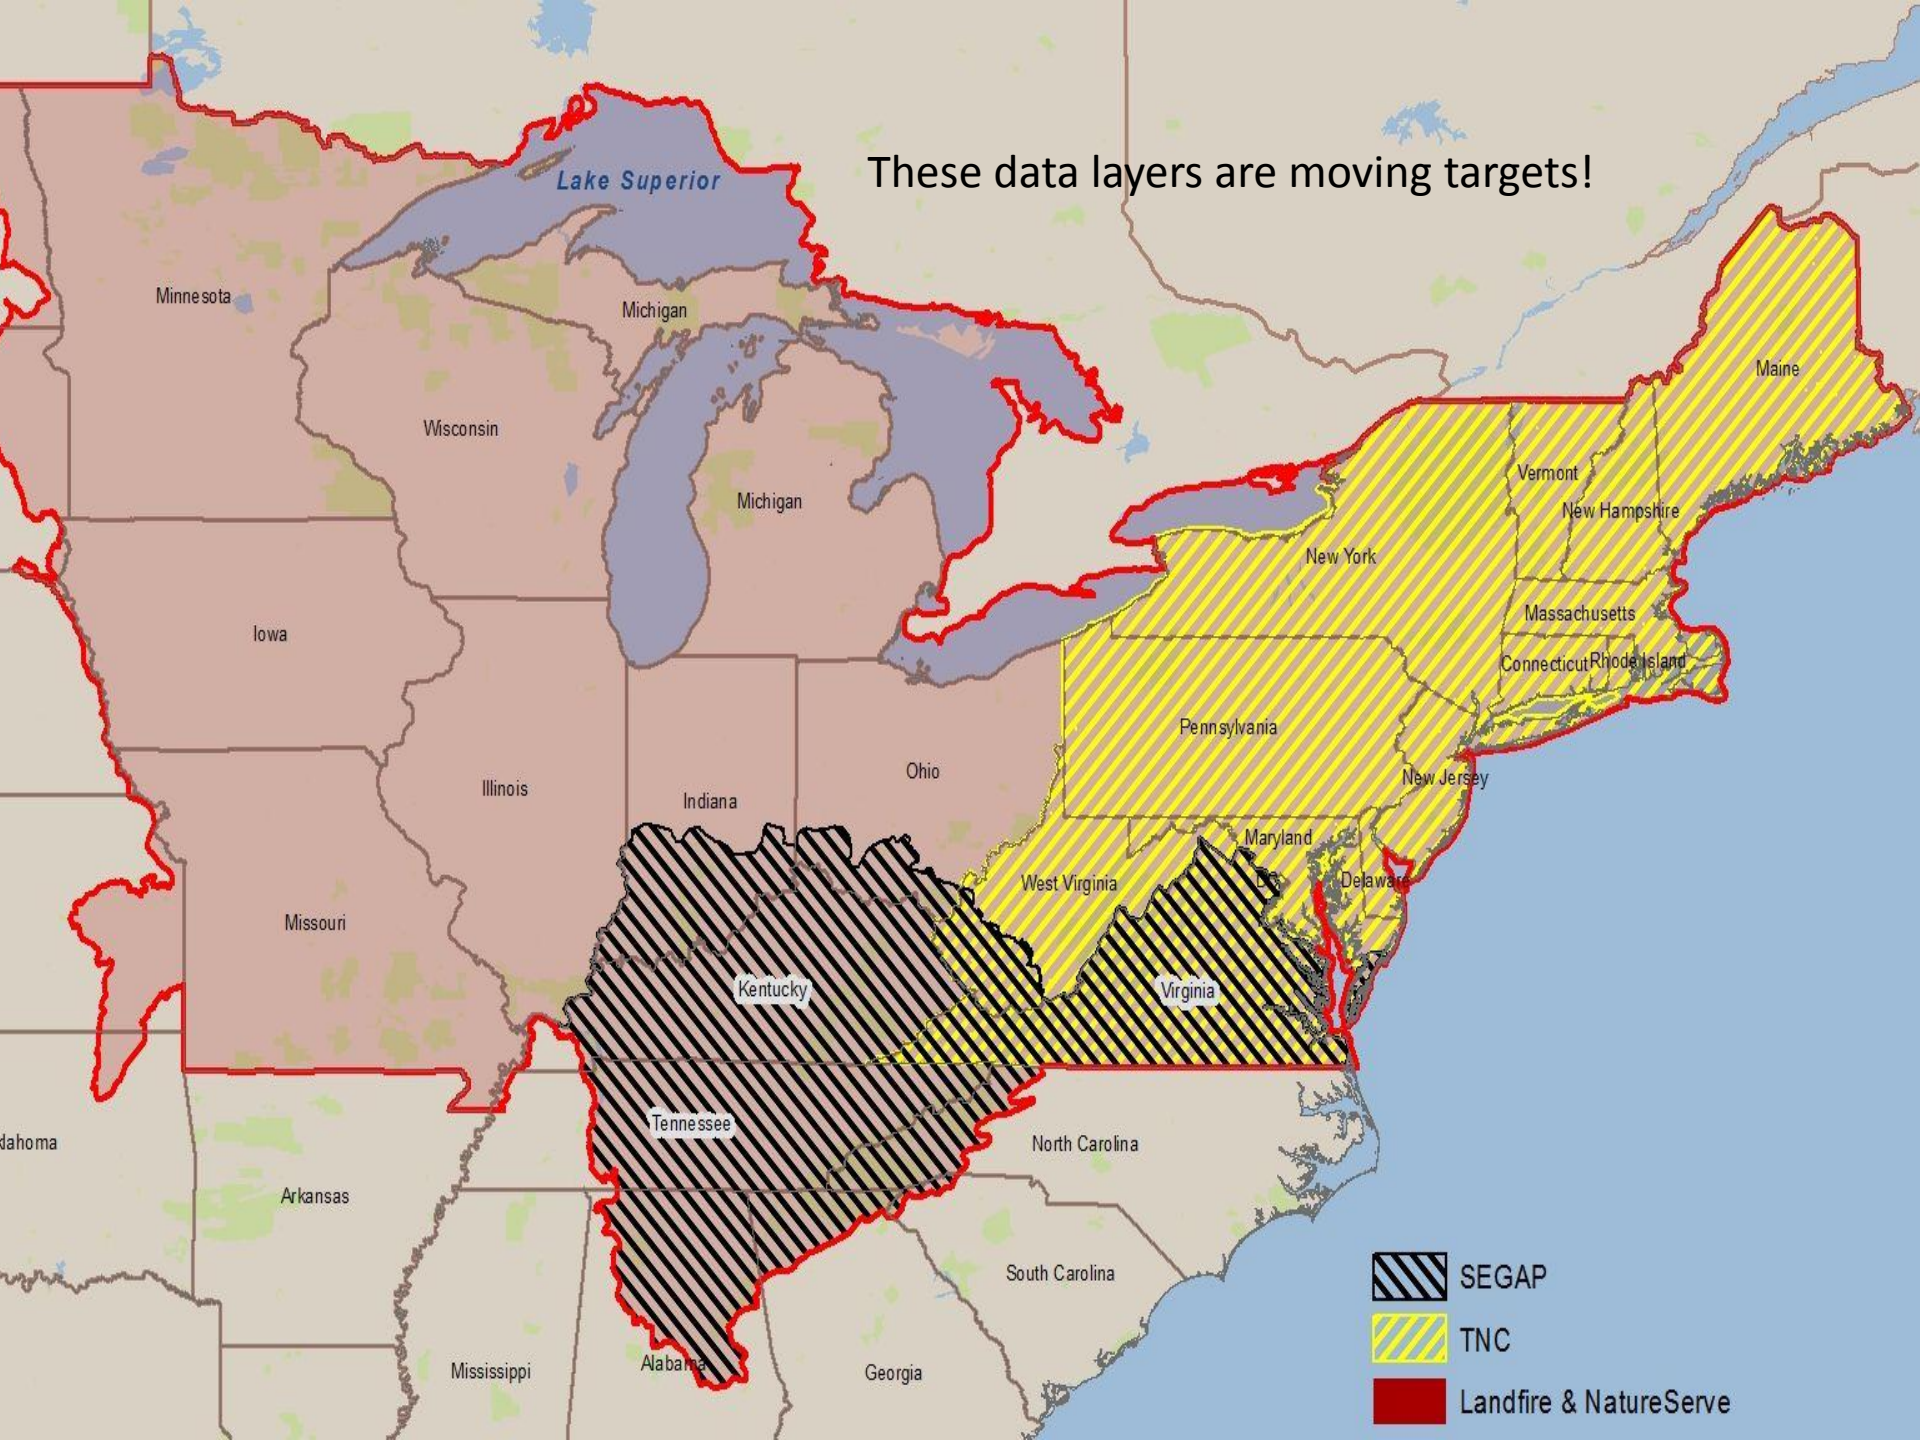 These data layers are moving targets!
Lake Superior
Minnesota
Michigan
Maine
Wisconsin
Vermont
Michigan
New Hampshire
New York
Massachusetts
Iowa
Connecticut
Rhode Island
Pennsylvania
Ohio
New Jersey
Illinois
Indiana
Maryland
West Virginia
Delaware
Missouri
Kentucky
Virginia
Tennessee
lahoma
North Carolina
Arkansas
South Carolina
SEGAP
TNC
Mississippi
Alabama
Georgia
Landfire & NatureServe